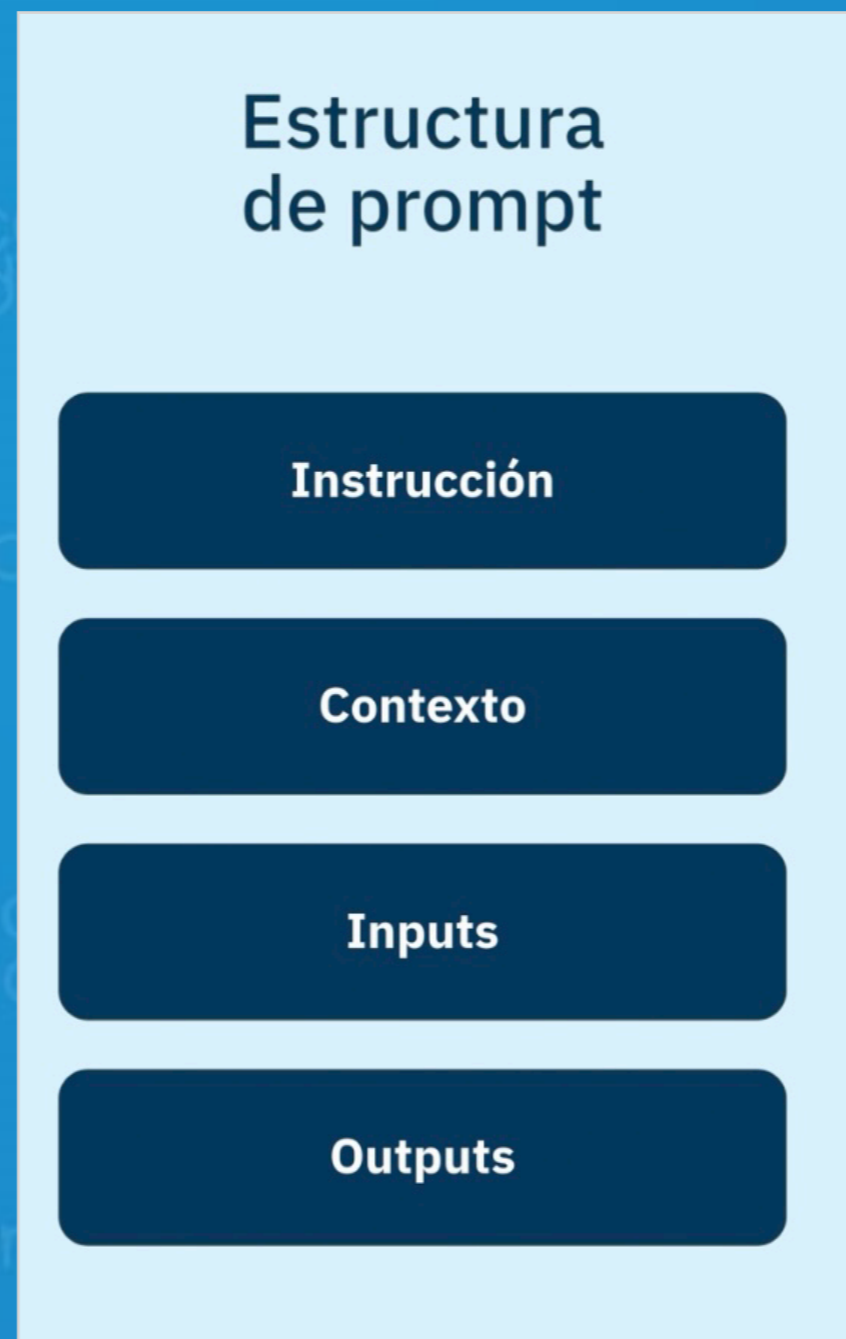 Estructura
de prompt
Instrucción
Contexto
Inputs
Outputs